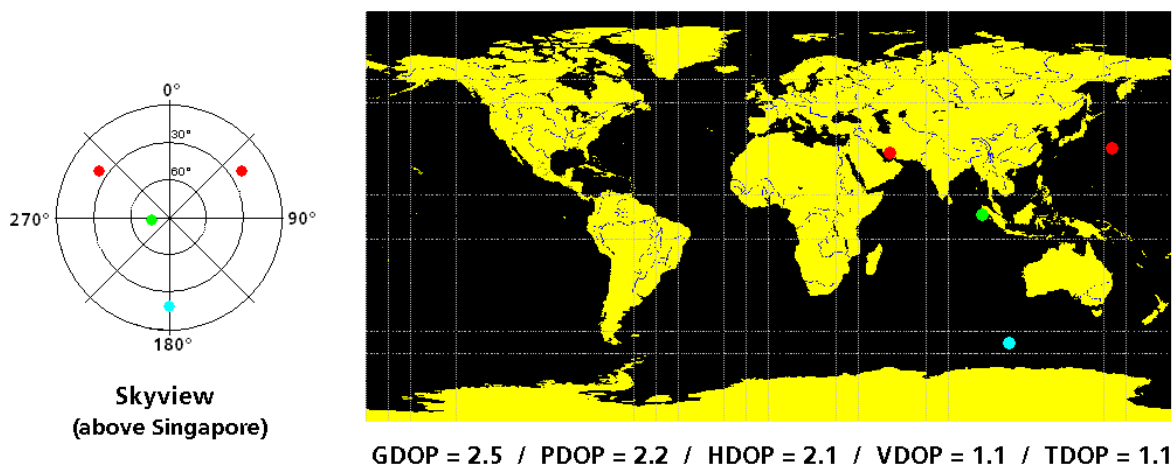 0°
30°
60°
270°
90°
180°
Skyview
(above Singapore)
GDOP = 2.5 / PDOP = 2.2 / HDOP = 2.1 / VDOP = 1.1 / TDOP = 1.1